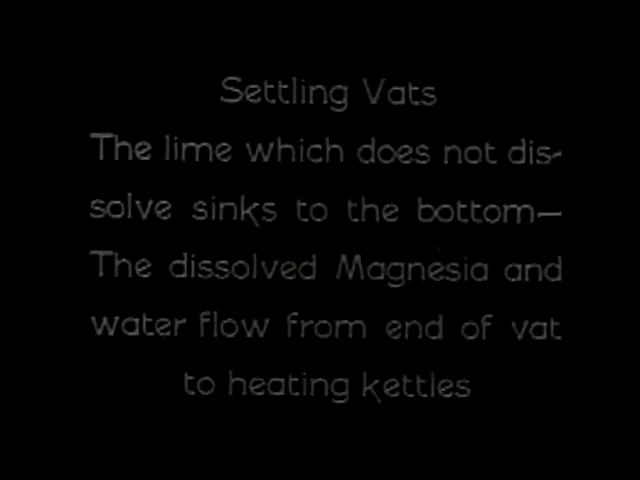 Settling Vats
The lime which does not dis-
solve sinks to the bottom—
The dissolved Magnesia and
water flow from end of vat
to heating kettles